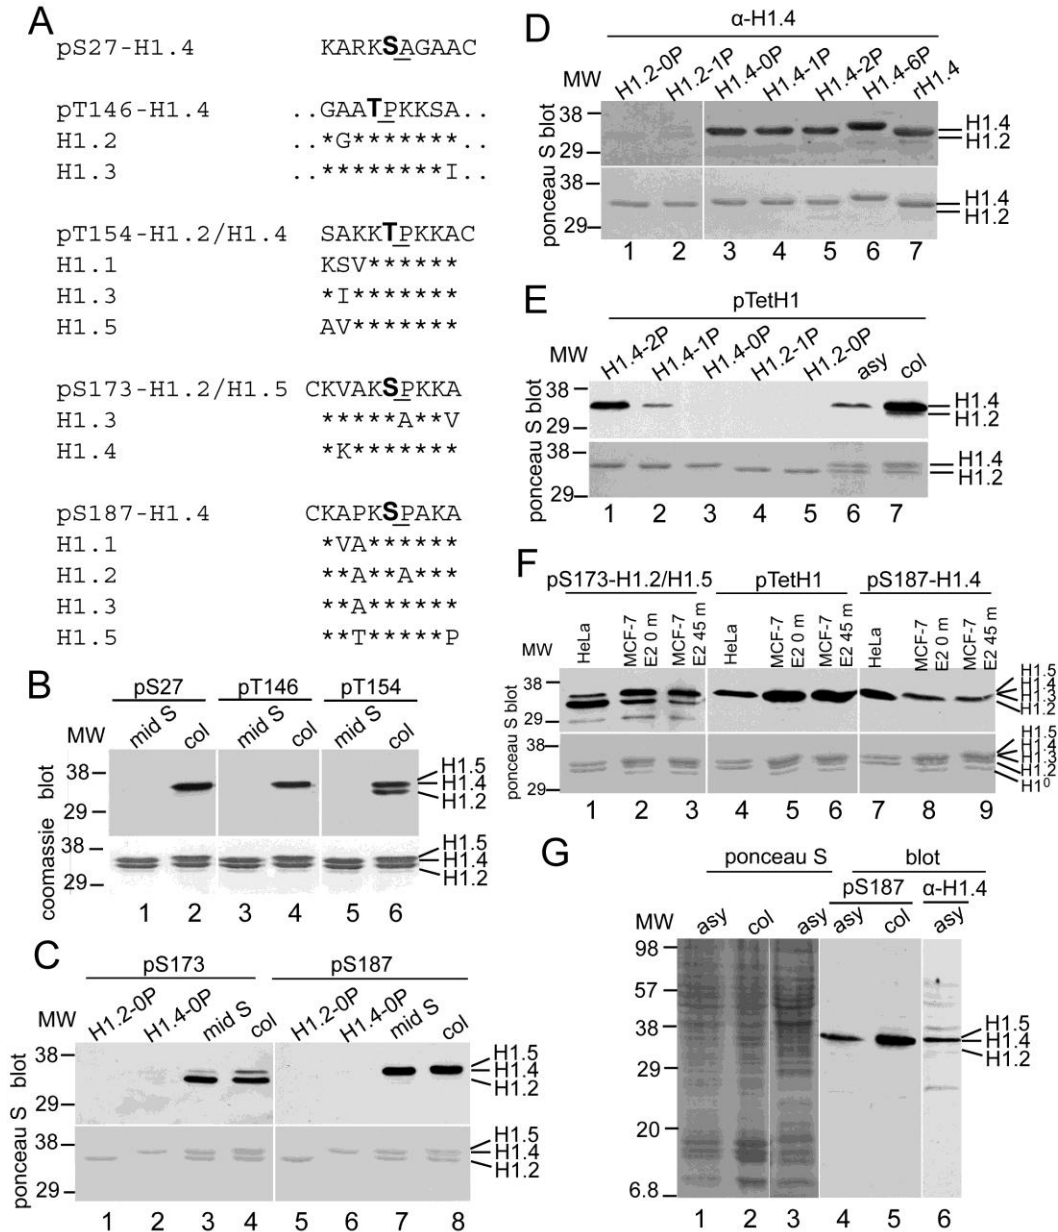 A
pS27-H1.4 KARKSAGAAC
pT146-H1.4 ..GAATPKKSA..
H1.2 ..*G*******..
H1.3 ..********I..
pT154-H1.2/H1.4 SAKKTPKKAC
H1.1 KSV******
H1.3 *I*******
H1.5 AV*******
pS173-H1.2/H1.5 CKVAKSPKKA
H1.3 *****A**V
H1.4 *K*******
pS187-H1.4 CKAPKSPAKA
H1.1 *VA******
H1.2 **A**A***
H1.3 **A******
H1.5 **T*****P
B
pS27 pT146 pT154
MW mid S col mid S col mid S col
blot
38
29
H1.5
H1.4
H1.2
coomassie
38
29
H1.5
H1.4
H1.2
1 2 3 4 5 6
C
pS173 pS187
MW H1.2-0P H1.4-0P mid S col H1.2-0P H1.4-0P mid S col
blot
38
29
H1.5
H1.4
H1.2
ponceau S
38
29
H1.5
H1.4
H1.2
1 2 3 4 5 6 7 8
D
α-H1.4
MW H1.2-0P H1.2-1P H1.4-0P H1.4-1P H1.4-2P H1.4-6P rH1.4
blot
38
29
H1.4
H1.2
ponceau S
38
29
H1.4
H1.2
1 2 3 4 5 6 7
E
pTetH1
MW H1.4-2P H1.4-1P H1.4-0P H1.2-1P H1.2-0P asy col
blot
38
29
H1.4
H1.2
ponceau S
38
29
H1.4
H1.2
1 2 3 4 5 6 7
F
pS173-H1.2/H1.5 pTetH1 pS187-H1.4
MW HeLa MCF-7 E2 0 m MCF-7 E2 45 m HeLa MCF-7 E2 0 m MCF-7 E2 45 m HeLa MCF-7 E2 0 m MCF-7 E2 45 m
blot
38
29
H1.5
H1.4
H1.3
H1.2
ponceau S
38
29
H1.5
H1.4
H1.3
H1.2
H1⁰
1 2 3 4 5 6 7 8 9
G
ponceau S blot
pS187 α-H1.4
MW asy col asy asy col asy
98
57
38
29
20
6.8
H1.5
H1.4
H1.2
1 2 3 4 5 6